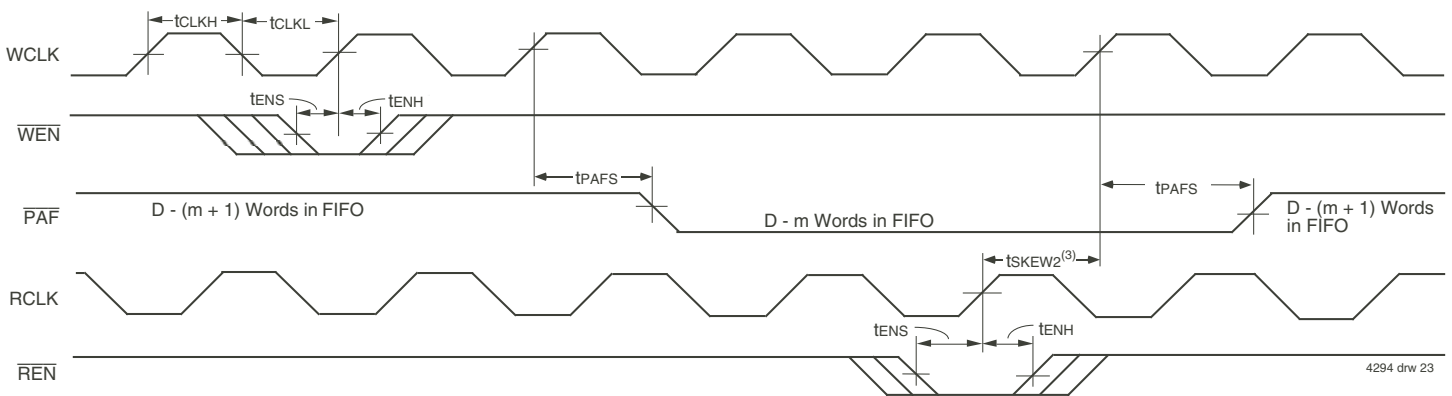 tCLKH
tCLKL
WCLK
tENS
tENH
WEN
tPAFS
tPAFS
PAF
D - (m + 1) Words in FIFO
D - m Words in FIFO
D - (m + 1) Words
in FIFO
tSKEW2(3)
RCLK
tENS
tENH
REN
4294 drw 23